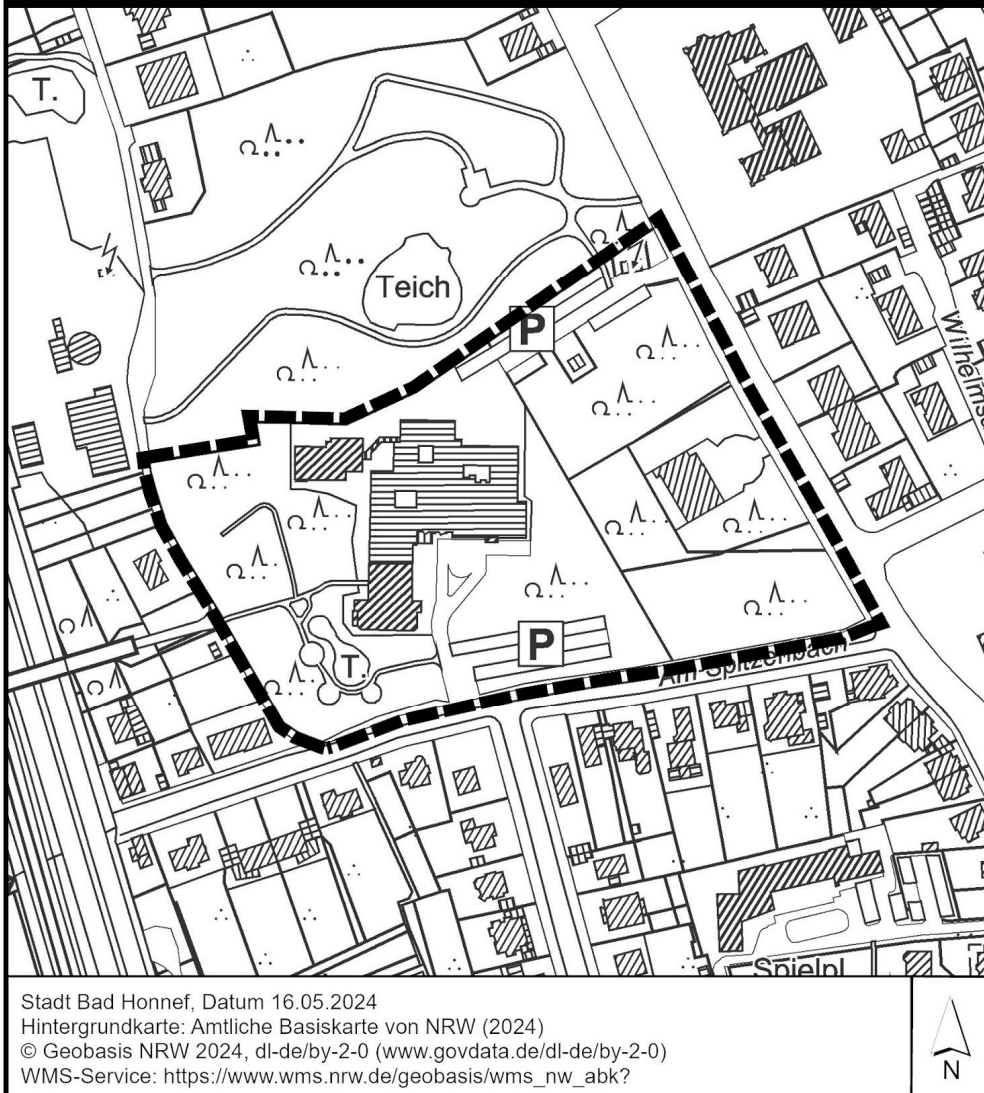 T.
Teich
P
Wilhelms
T.
P
Am Spitzenbach
Spielpl
Stadt Bad Honnef, Datum 16.05.2024
Hintergrundkarte: Amtliche Basiskarte von NRW (2024)
© Geobasis NRW 2024, dl-de/by-2-0 (www.govdata.de/dl-de/by-2-0)
WMS-Service: https://www.wms.nrw.de/geobasis/wms_nw_abk?
N